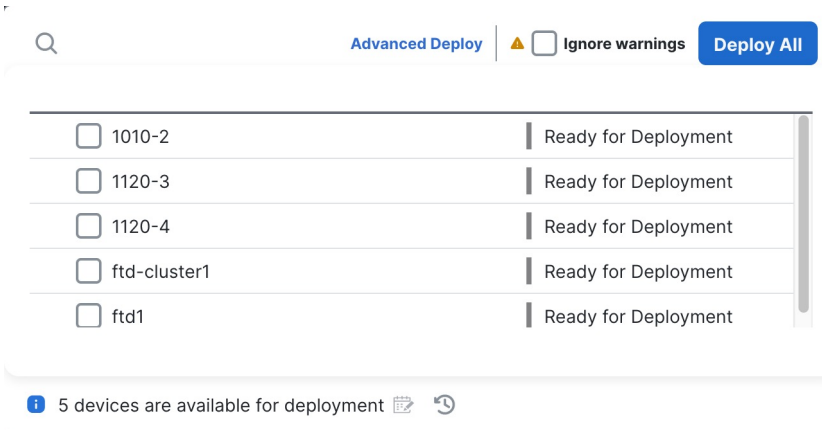 Advanced Deploy Ignore warnings Deploy All
1010-2 Ready for Deployment
1120-3 Ready for Deployment
1120-4 Ready for Deployment
ftd-cluster1 Ready for Deployment
ftd1 Ready for Deployment
5 devices are available for deployment